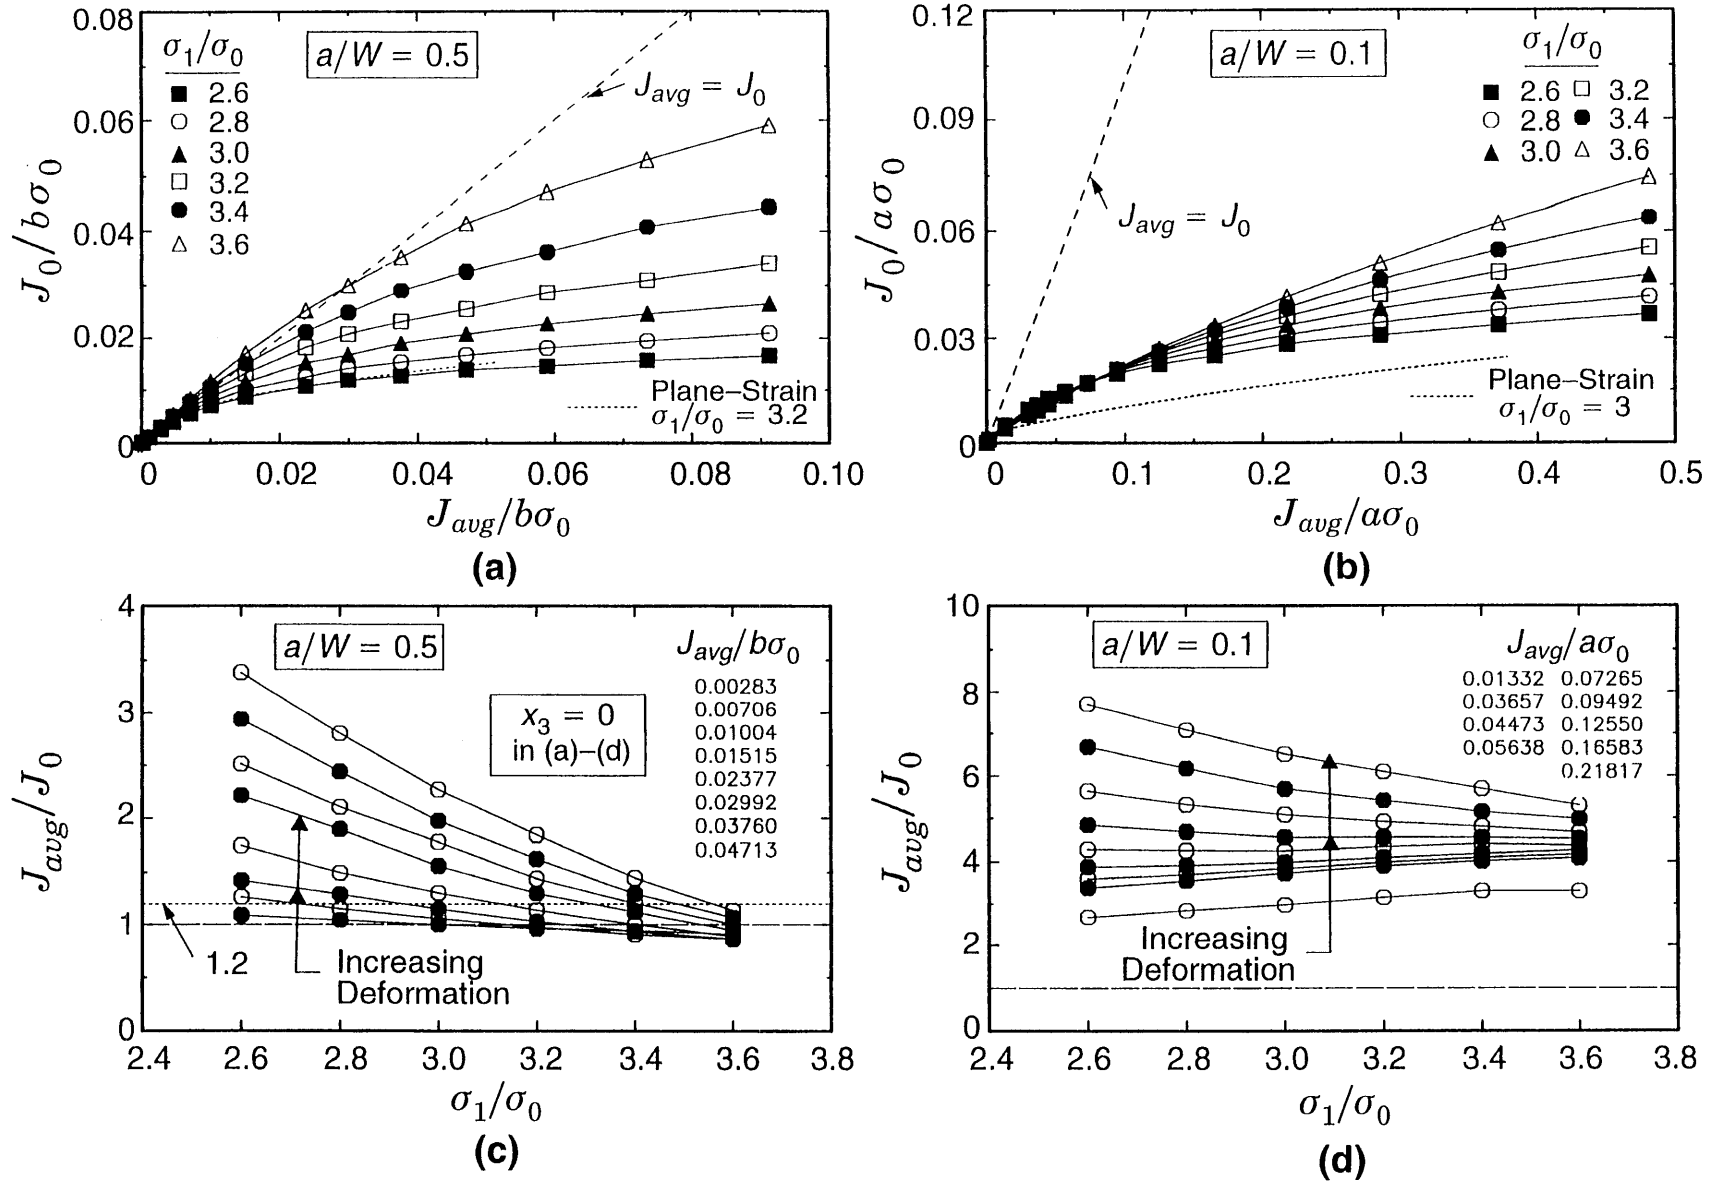 0.08
0.06
0.04
0.02
0
J₀/bσ₀
σ₁/σ₀
2.6
2.8
3.0
3.2
3.4
3.6
a/W = 0.5
J_avg = J₀
Plane–Strain
σ₁/σ₀ = 3.2
0 0.02 0.04 0.06 0.08 0.10
J_avg/bσ₀
(a)
0.12
0.09
0.06
0.03
0
J₀/aσ₀
a/W = 0.1
σ₁/σ₀
2.6 3.2
2.8 3.4
3.0 3.6
J_avg = J₀
Plane–Strain
σ₁/σ₀ = 3
0 0.1 0.2 0.3 0.4 0.5
J_avg/aσ₀
(b)
4
3
2
1
0
J_avg/J₀
a/W = 0.5
x₃ = 0
in (a)–(d)
J_avg/bσ₀
0.00283
0.00706
0.01004
0.01515
0.02377
0.02992
0.03760
0.04713
1.2
Increasing
Deformation
2.4 2.6 2.8 3.0 3.2 3.4 3.6 3.8
σ₁/σ₀
(c)
10
8
6
4
2
0
J_avg/J₀
a/W = 0.1
J_avg/aσ₀
0.01332 0.07265
0.03657 0.09492
0.04473 0.12550
0.05638 0.16583
0.21817
Increasing
Deformation
2.4 2.6 2.8 3.0 3.2 3.4 3.6 3.8
σ₁/σ₀
(d)